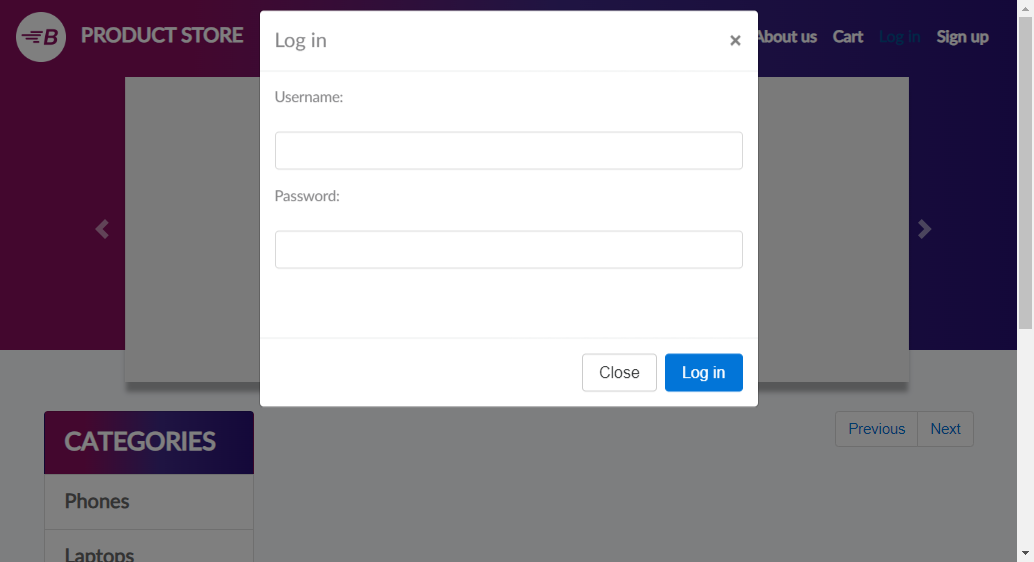 B PRODUCT STORE
About us Cart Log in Sign up
Log in ×
Username:
Password:
Close Log in
CATEGORIES
Previous Next
Phones
Laptops